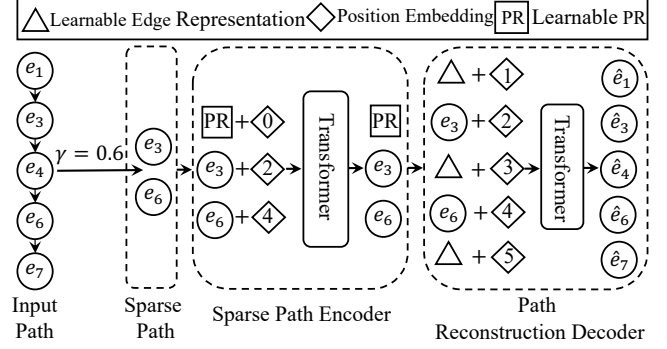 Learnable Edge Representation Position Embedding PR Learnable PR
e1
e3
e4
e6
e7
γ = 0.6
e3
e6
PR + 0
e3 + 2
e6 + 4
Transformer
PR
e3
e6
+ 1
e3 + 2
+ 3
e6 + 4
+ 5
Transformer
ê1
ê3
ê4
ê6
ê7
Input
Path
Sparse
Path
Sparse Path Encoder
Path
Reconstruction Decoder